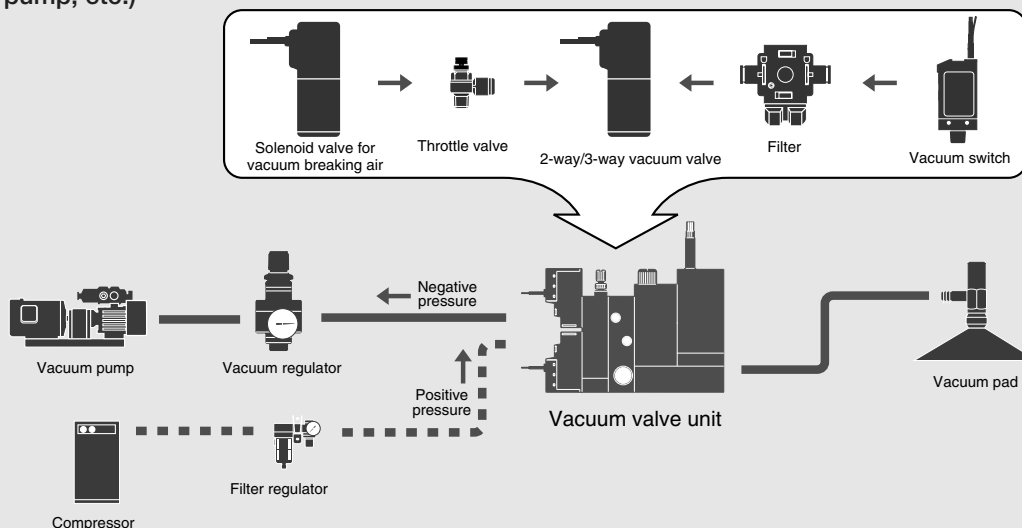 pump, etc.)
Solenoid valve for
vacuum breaking air
Throttle valve
2-way/3-way vacuum valve
Filter
Vacuum switch
Negative
pressure
Vacuum pump
Vacuum regulator
Positive
pressure
Vacuum valve unit
Vacuum pad
Filter regulator
Compressor